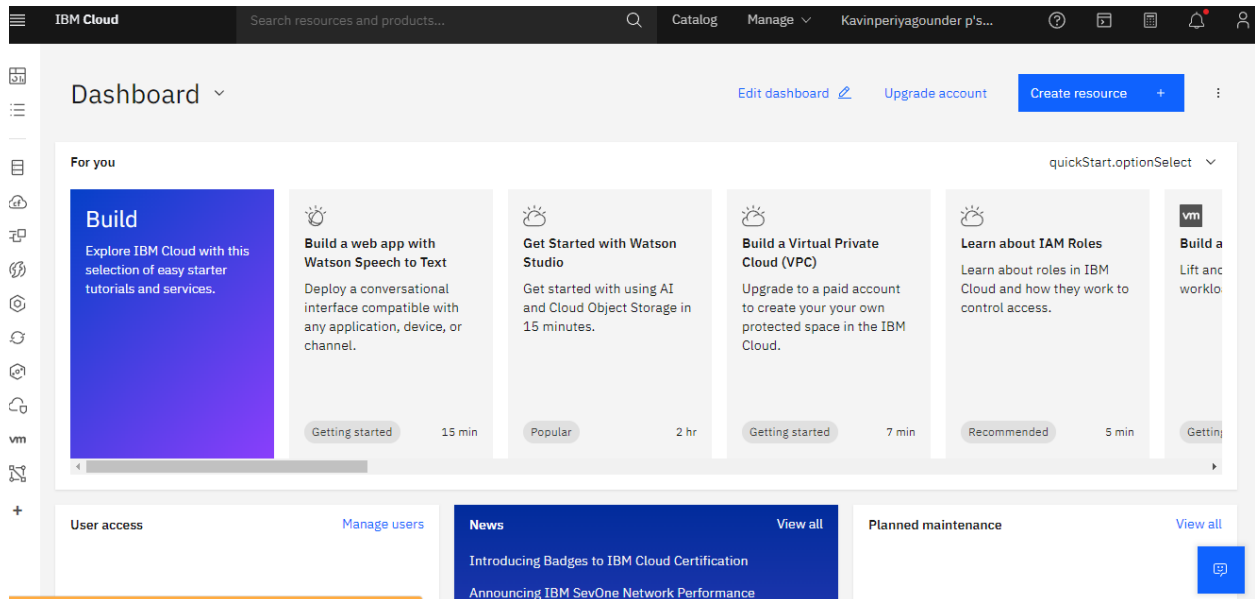 IBM Cloud
Search resources and products...
Catalog
Manage
Kavinperiyagounder p's...
Dashboard
Edit dashboard
Upgrade account
Create resource +
For you
quickStart.optionSelect
Build
Explore IBM Cloud with this
selection of easy starter
tutorials and services.
Build a web app with
Watson Speech to Text
Deploy a conversational
interface compatible with
any application, device, or
channel.
Getting started
15 min
Get Started with Watson
Studio
Get started with using AI
and Cloud Object Storage in
15 minutes.
Popular
2 hr
Build a Virtual Private
Cloud (VPC)
Upgrade to a paid account
to create your your own
protected space in the IBM
Cloud.
Getting started
7 min
Learn about IAM Roles
Learn about roles in IBM
Cloud and how they work to
control access.
Recommended
5 min
vm
Build a
Lift and
worklo
Getting
vm
User access
Manage users
News
View all
Introducing Badges to IBM Cloud Certification
Announcing IBM SevOne Network Performance
Planned maintenance
View all